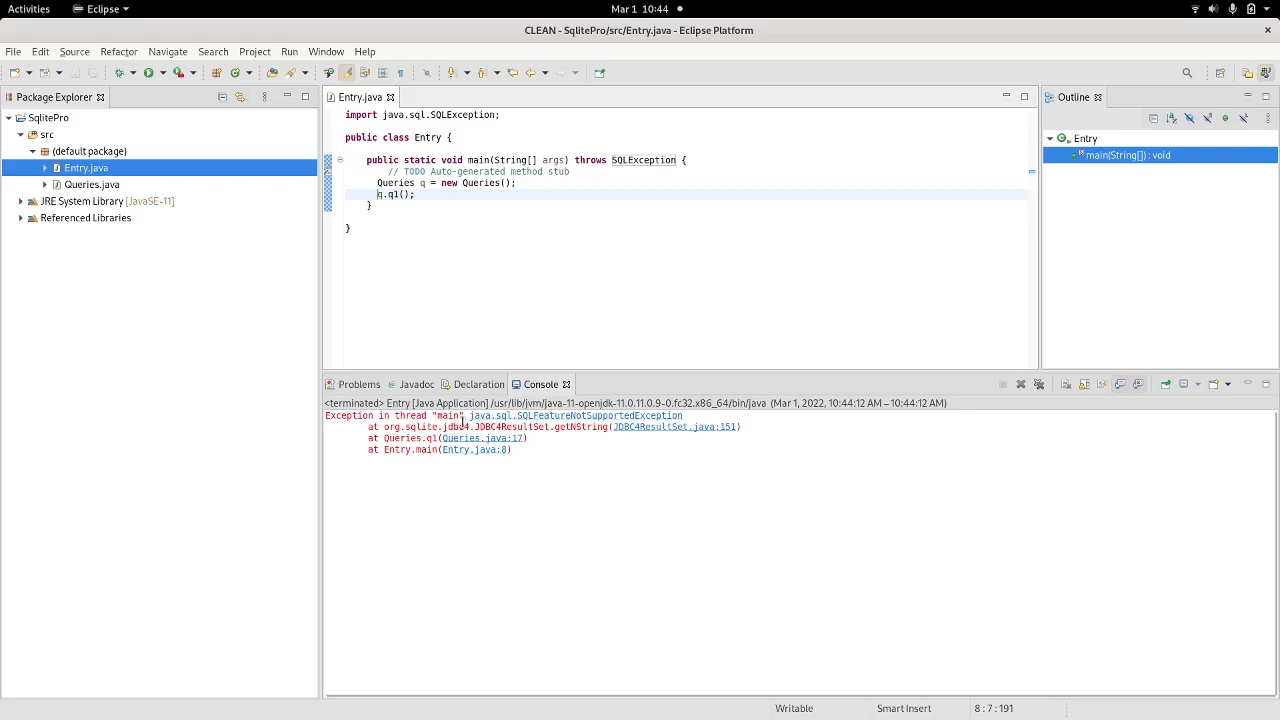 Activities Eclipse Mar 1 10:44
CLEAN - SqlitePro/src/Entry.java - Eclipse Platform
File Edit Source Refactor Navigate Search Project Run Window Help
Package Explorer
SqlitePro
src
(default package)
Entry.java
Queries.java
JRE System Library [JavaSE-11]
Referenced Libraries
Entry.java
import java.sql.SQLException;
public class Entry {
public static void main(String[] args) throws SQLException {
// TODO Auto-generated method stub
Queries q = new Queries();
q.q1();
}
}
Outline
Entry
main(String[]) : void
Problems Javadoc Declaration Console
<terminated> Entry [Java Application] /usr/lib/jvm/java-11-openjdk-11.0.11.0.9-0.fc32.x86_64/bin/java (Mar 1, 2022, 10:44:12 AM – 10:44:12 AM)
Exception in thread "main" java.sql.SQLFeatureNotSupportedException
at org.sqlite.jdbc4.JDBC4ResultSet.getNString(JDBC4ResultSet.java:151)
at Queries.q1(Queries.java:17)
at Entry.main(Entry.java:8)
Writable Smart Insert 8 : 7 : 191